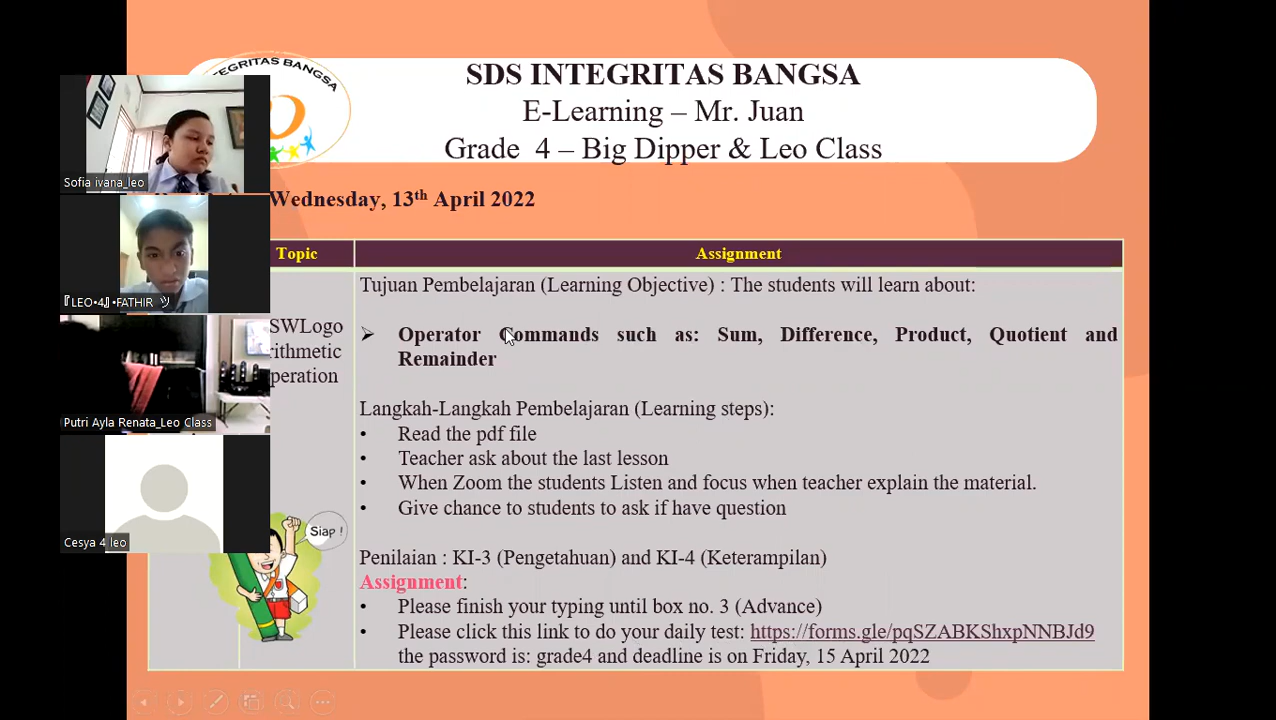 EGRITAS BANGSA
SDS INTEGRITAS BANGSA
E-Learning – Mr. Juan
Grade 4 – Big Dipper & Leo Class
Sofia ivana_leo
Wednesday, 13th April 2022
Topic
Assignment
Tujuan Pembelajaran (Learning Objective) : The students will learn about:
『LEO•4』•FATHIR ツ
SWLogo
rithmetic
peration
➢ Operator Commands such as: Sum, Difference, Product, Quotient and
Remainder
Putri Ayla Renata_Leo Class
Langkah-Langkah Pembelajaran (Learning steps):
• Read the pdf file
• Teacher ask about the last lesson
• When Zoom the students Listen and focus when teacher explain the material.
• Give chance to students to ask if have question
Cesya 4 leo
Siap !
Penilaian : KI-3 (Pengetahuan) and KI-4 (Keterampilan)
Assignment:
• Please finish your typing until box no. 3 (Advance)
• Please click this link to do your daily test: https://forms.gle/pqSZABKShxpNNBJd9
the password is: grade4 and deadline is on Friday, 15 April 2022